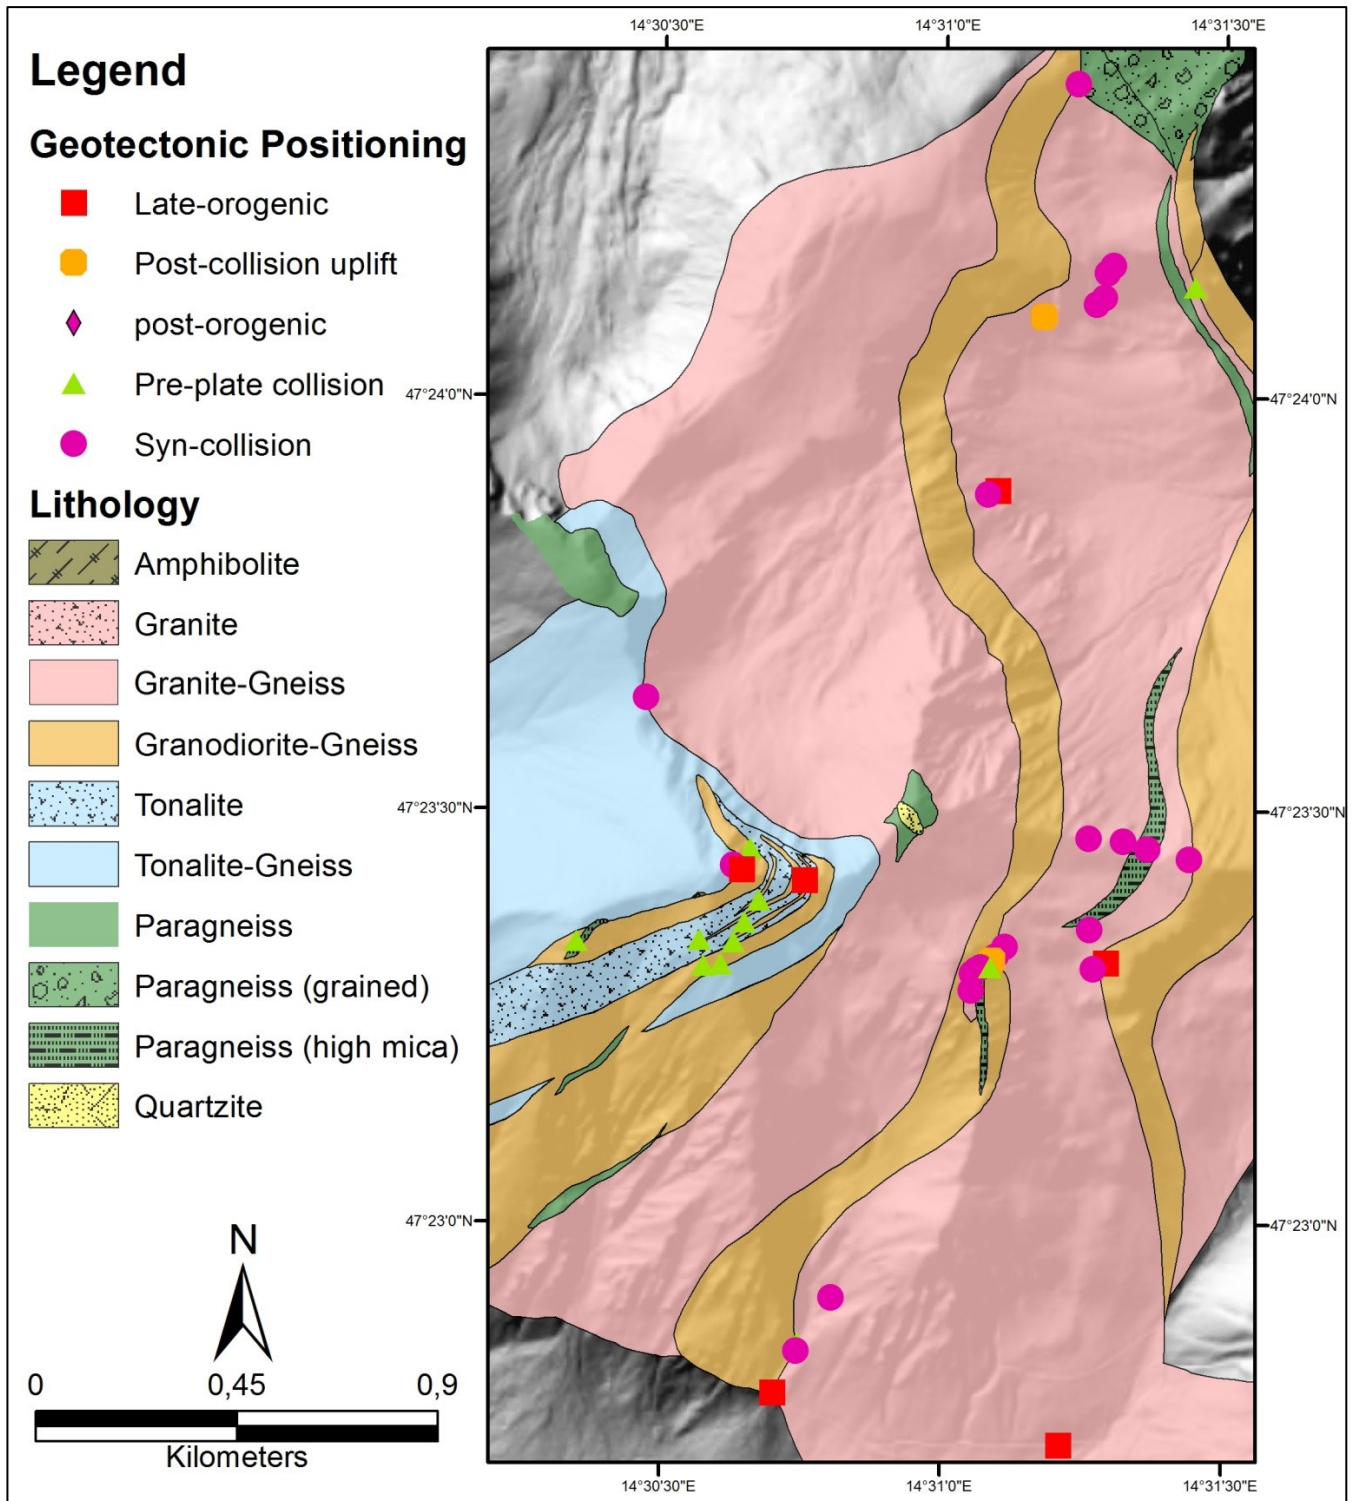 14°30'30"E
14°31'0"E
14°31'30"E
Legend
Geotectonic Positioning
Late-orogenic
Post-collision uplift
post-orogenic
Pre-plate collision
Syn-collision
Lithology
Amphibolite
Granite
Granite-Gneiss
Granodiorite-Gneiss
Tonalite
Tonalite-Gneiss
Paragneiss
Paragneiss (grained)
Paragneiss (high mica)
Quartzite
47°24'0"N
47°24'0"N
47°23'30"N
47°23'30"N
47°23'0"N
47°23'0"N
N
0 0,45 0,9
Kilometers
14°30'30"E
14°31'0"E
14°31'30"E